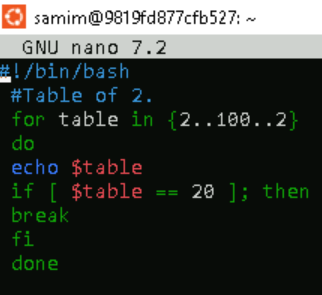 samim@9819fd877cfb527: ~
GNU nano 7.2
#!/bin/bash
#Table of 2.
for table in {2..100..2}
do
echo $table
if [ $table == 20 ]; then
break
fi
done